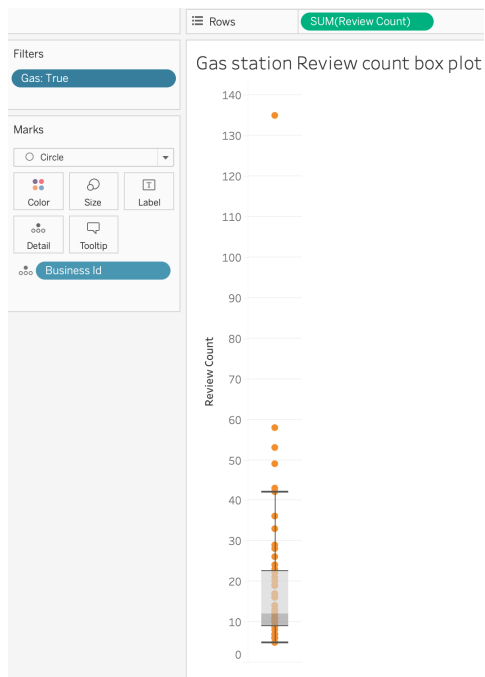 Rows
SUM(Review Count)
Filters
Gas: True
Marks
Circle
Color
Size
T
Label
Detail
Tooltip
Business Id
Gas station Review count box plot
140
130
120
110
100
90
80
70
60
50
40
30
20
10
0
Review Count